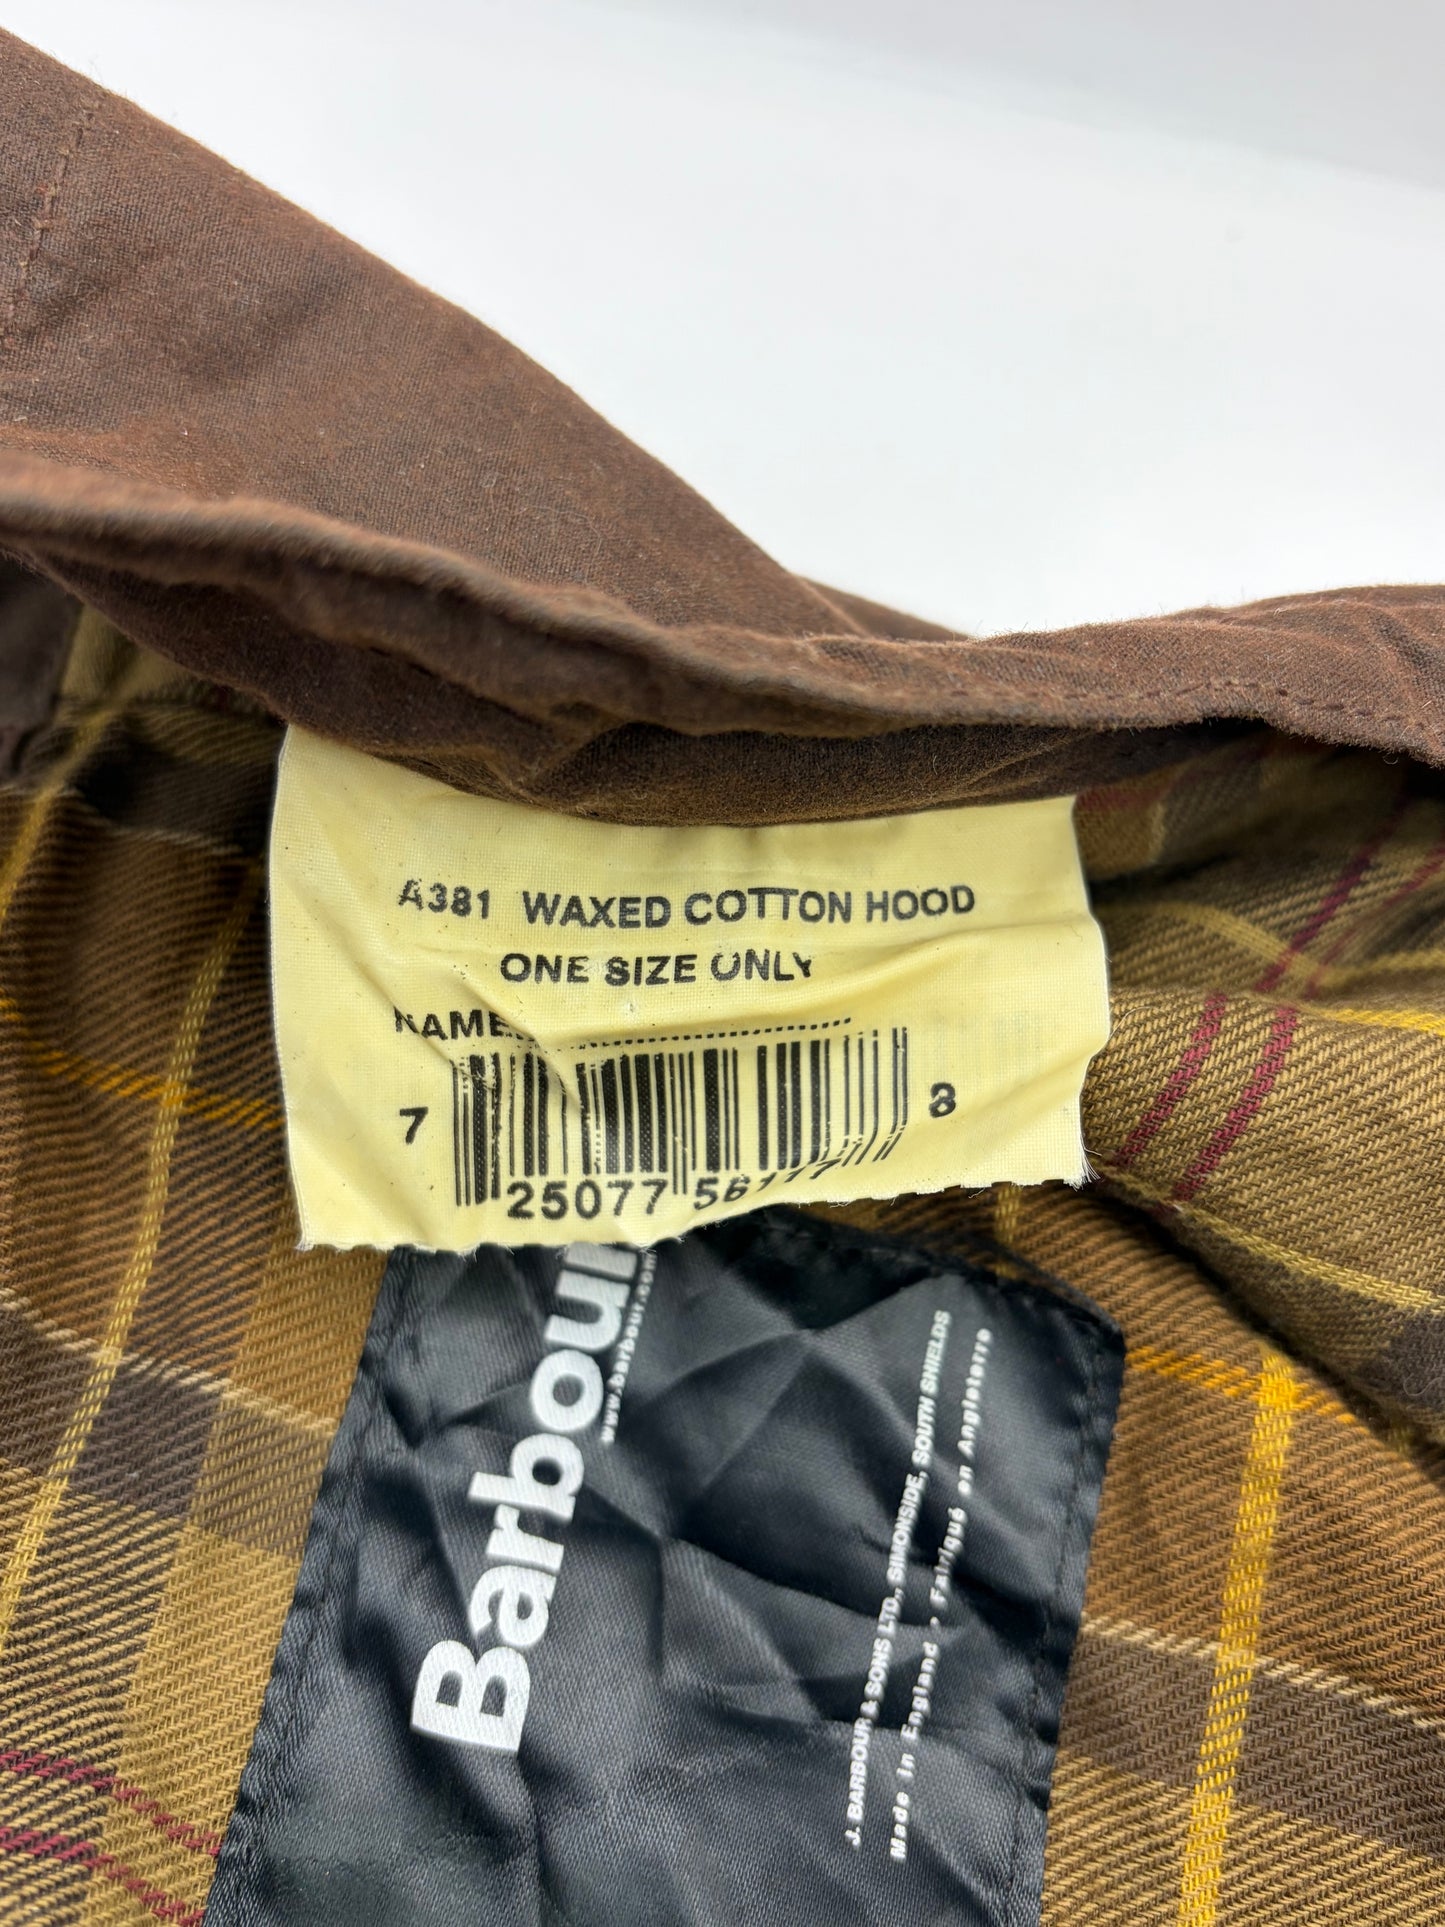 A381 WAXED COTTON HOOD
ONE SIZE ONLY
NAME
7 25077 56117 8
Barbour
www.barbour.com
J. BARBOUR & SONS LTD., SIMONSIDE, SOUTH SHIELDS
Made in England • Fabriqué en Angleterre